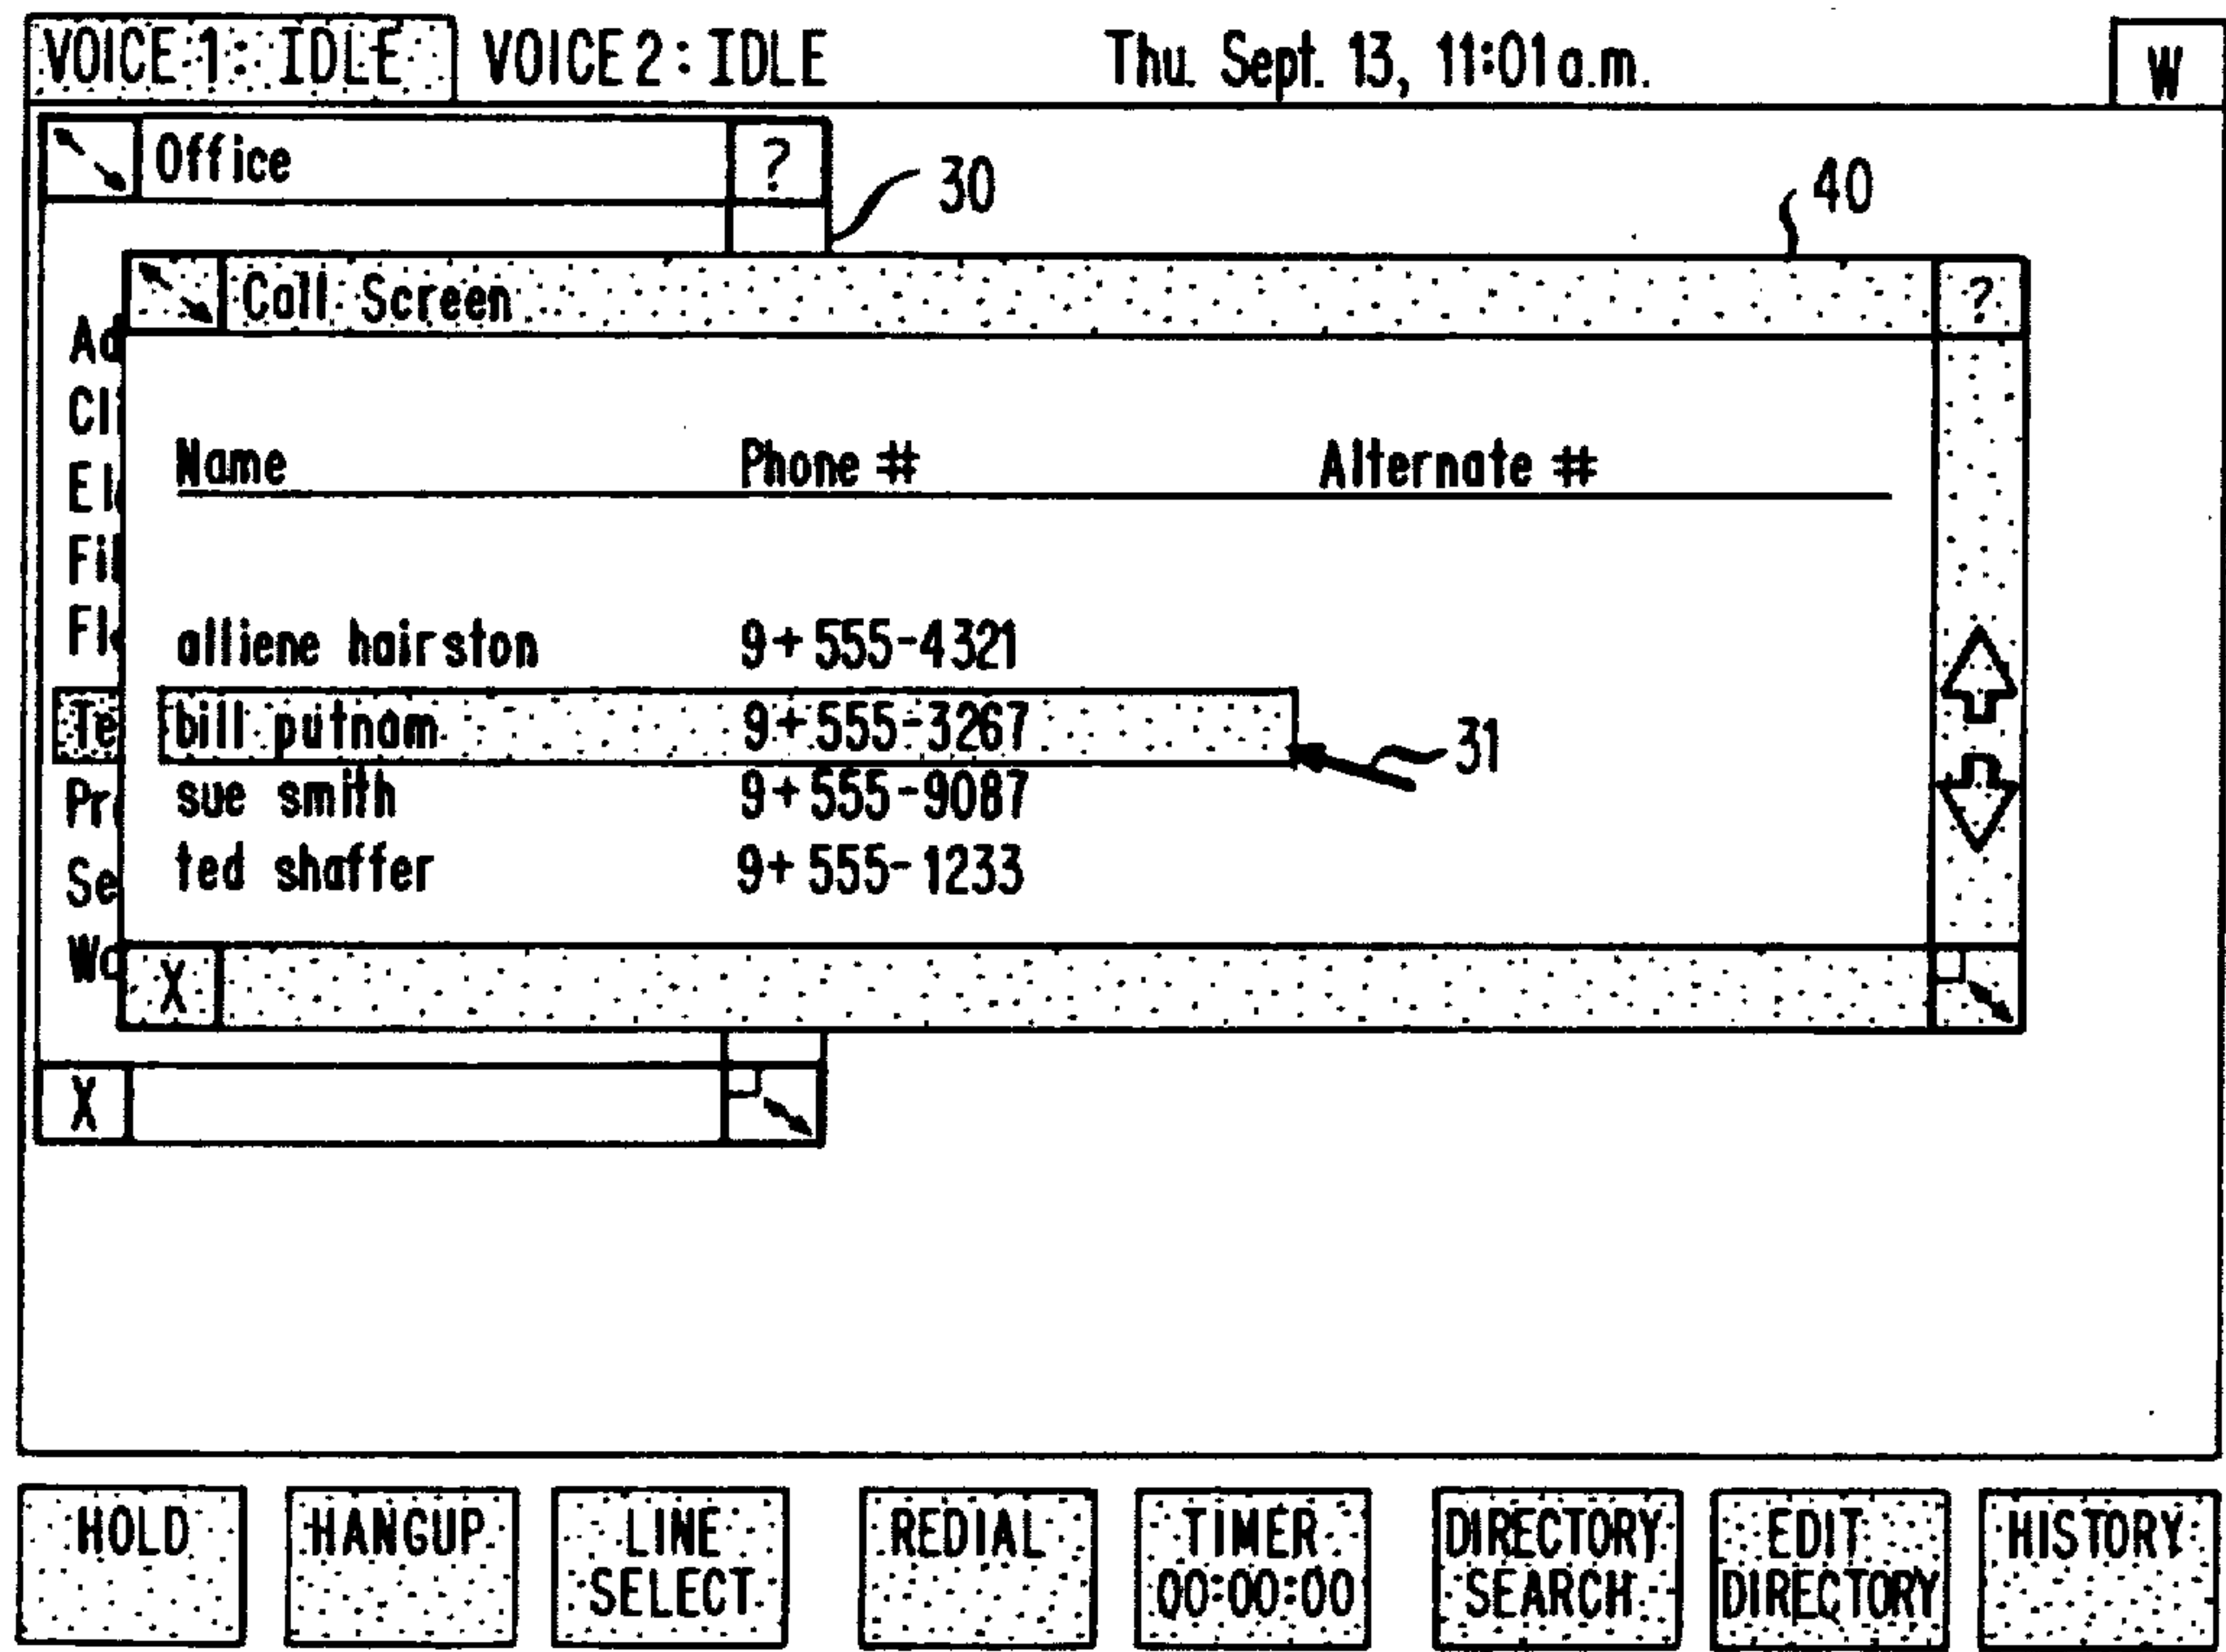 VOICE 1: IDLE VOICE 2: IDLE Thu. Sept. 13, 11:01 a.m. W
Office ?
30
40
Call Screen ?
Name Phone # Alternate #
alliene hairston 9+555-4321
bill putnam 9+555-3267
31
sue smith 9+555-9087
ted shaffer 9+555-1233
X
X
HOLD HANGUP LINE SELECT REDIAL TIMER 00:00:00 DIRECTORY SEARCH EDIT DIRECTORY HISTORY